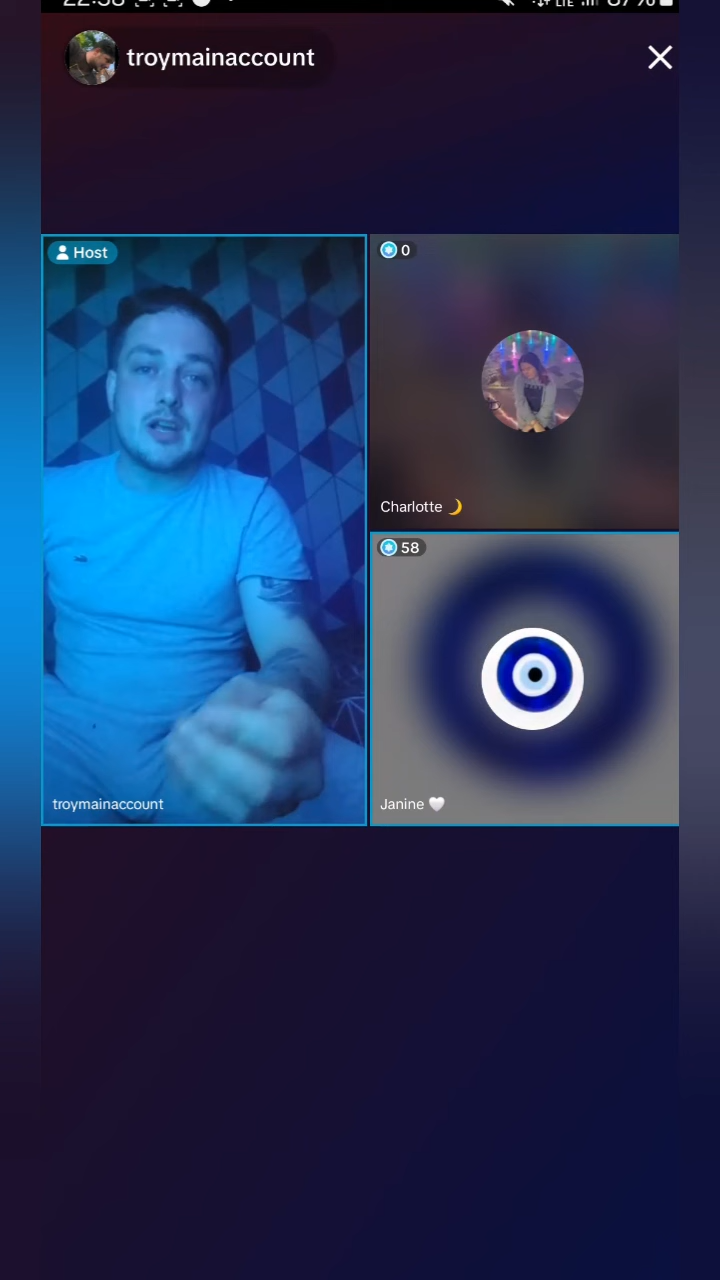 troymainaccount
Host
0
Charlotte 🌙
58
troymainaccount
Janine 🤍